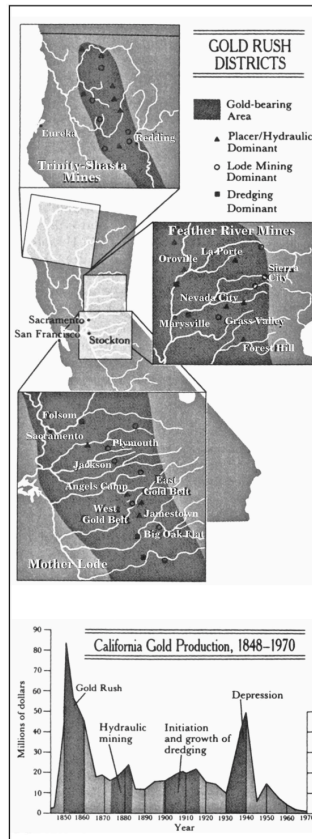 GOLD RUSH
DISTRICTS
Gold-bearing
Area
Placer/Hydraulic
Dominant
Lode Mining
Dominant
Dredging
Dominant
Eureka
Redding
Trinity-Shasta
Mines
Feather River Mines
La Porte
Oroville
Sierra
City
Nevada City
Marysville
Grass Valley
Forest Hill
Sacramento
San Francisco
Stockton
Folsom
Sacramento
Plymouth
Jackson
Angels Camp
East
Gold Belt
West
Gold Belt
Jamestown
Big Oak Flat
Mother Lode
California Gold Production, 1848–1970
Millions of dollars
90
80
70
60
50
40
30
20
10
0
Gold Rush
Hydraulic
mining
Initiation
and growth of
dredging
Depression
1850 1860 1870 1880 1890 1900 1910 1920 1930 1940 1950 1960 1970
Year